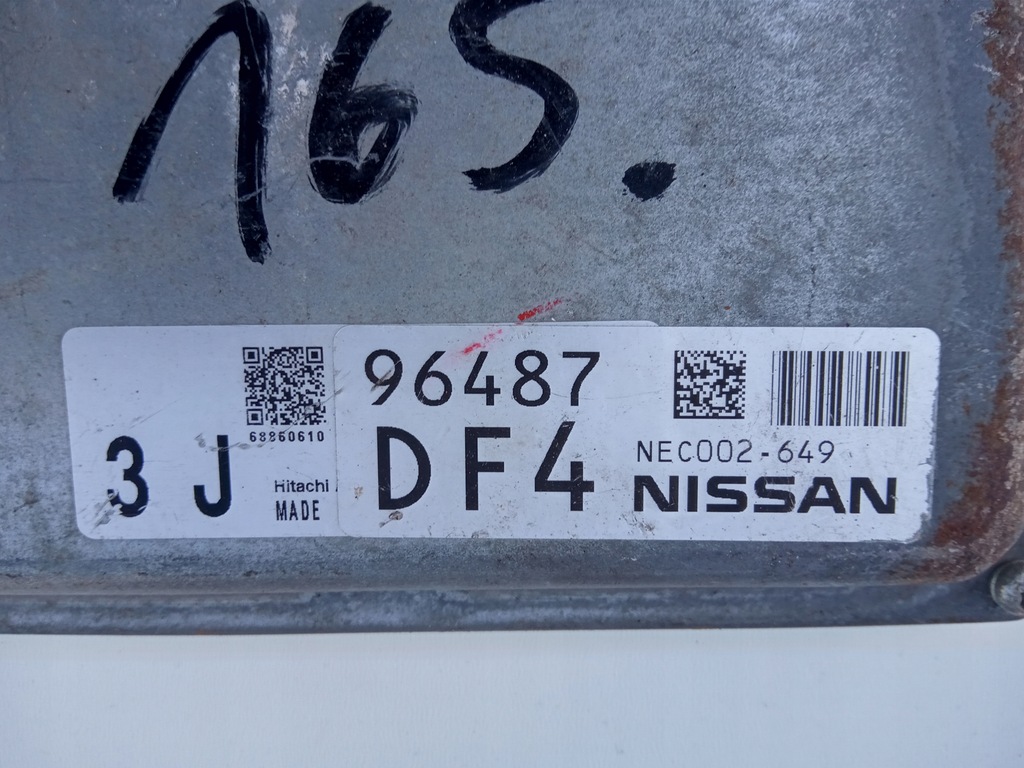 165.
96487
68860610
3 J
Hitachi
MADE
DF4
NEC002-649
NISSAN